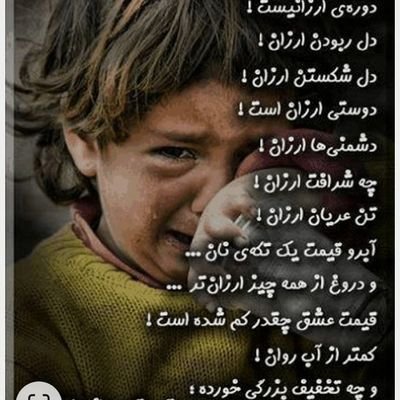 دوره‌ی ارزانیست !
دل ربودن ارزان !
دل شکستن ارزان !
دوستی ارزان است !
دشمنی‌ها ارزان !
چه شرافت ارزان !
تن عریان ارزان !
آبرو قیمت یک تکه‌ی نان ...
و دروغ از همه چیز ارزان‌تر ...
قیمت عشق چقدر کم شده است !
کمتر از آب روان !
و چه تخفیف بزرگی خورده ؛